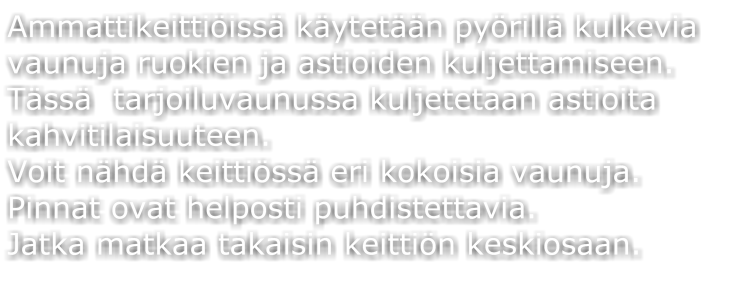 Ammattikeittiöissä käytetään pyörillä kulkevia
vaunuja ruokien ja astioiden kuljettamiseen.
Tässä  tarjoiluvaunussa kuljetetaan astioita
kahvitilaisuuteen.
Voit nähdä keittiössä eri kokoisia vaunuja.
Pinnat ovat helposti puhdistettavia.
Jatka matkaa takaisin keittiön keskiosaan.